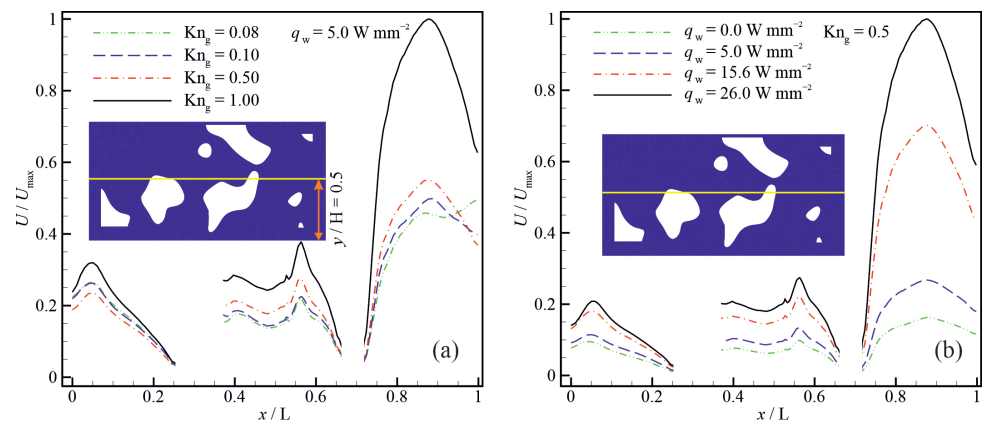 Kn_g = 0.08
Kn_g = 0.10
Kn_g = 0.50
Kn_g = 1.00
q_w = 5.0 W mm⁻²
y / H = 0.5
(a)
U / U_max
1
0.8
0.6
0.4
0.2
0
0 0.2 0.4 0.6 0.8 1
x / L
q_w = 0.0 W mm⁻²
q_w = 5.0 W mm⁻²
q_w = 15.6 W mm⁻²
q_w = 26.0 W mm⁻²
Kn_g = 0.5
(b)
U / U_max
1
0.8
0.6
0.4
0.2
0
0 0.2 0.4 0.6 0.8 1
x / L